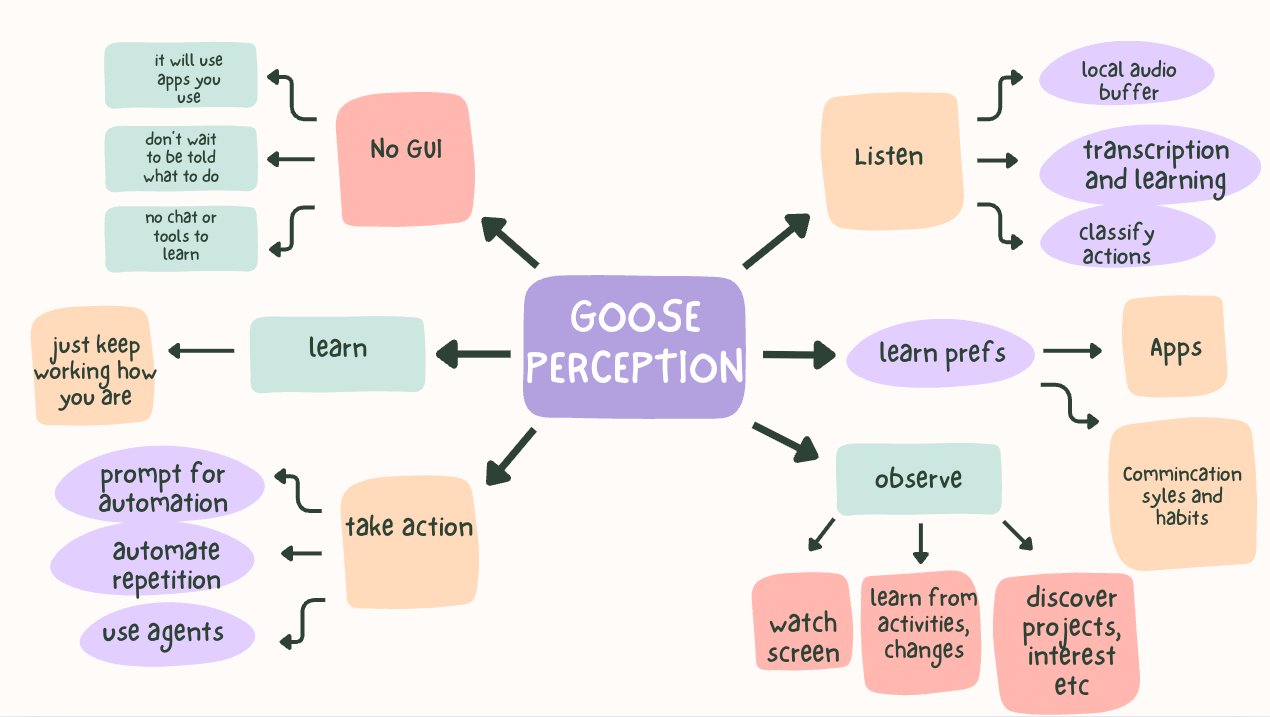 it will use
apps you
use
don't wait
to be told
what to do
no chat or
tools to
learn
No GUI
Listen
local audio
buffer
transcription
and learning
classify
actions
GOOSE
PERCEPTION
just keep
working how
you are
learn
learn prefs
Apps
Commincation
syles and
habits
prompt for
automation
automate
repetition
use agents
take action
observe
watch
screen
learn from
activities,
changes
discover
projects,
interest
etc